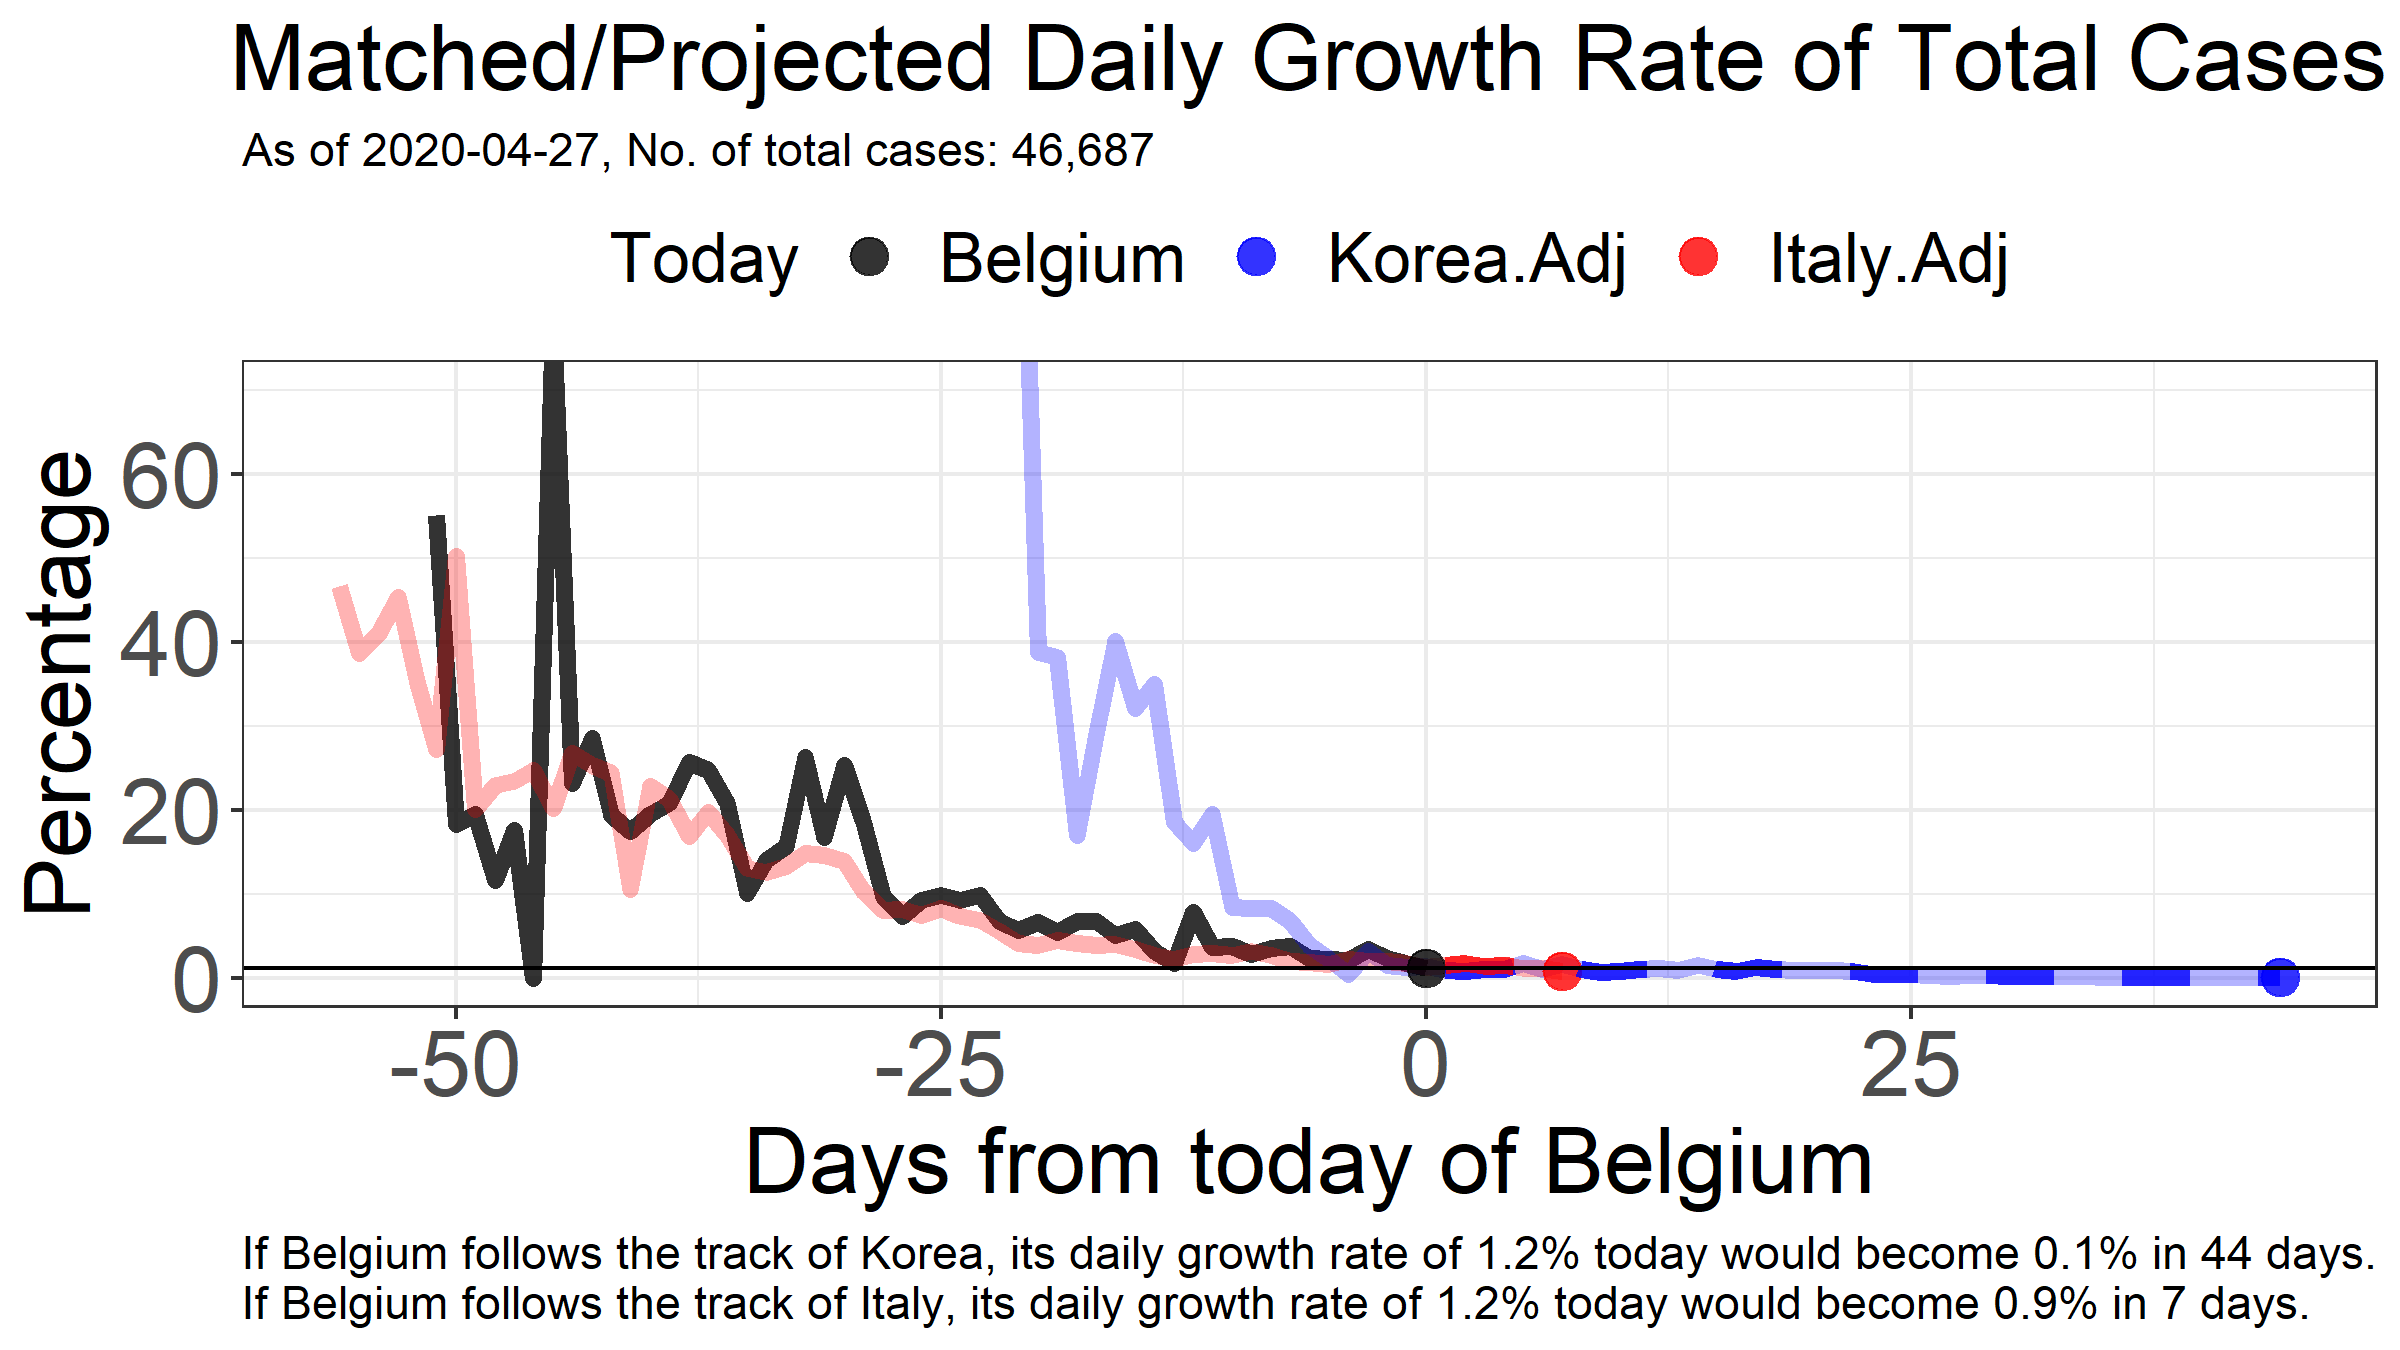 Matched/Projected Daily Growth Rate of Total Cases
As of 2020-04-27, No. of total cases: 46,687
Today Belgium Korea.Adj Italy.Adj
Percentage
60
40
20
0
-50 -25 0 25
Days from today of Belgium
If Belgium follows the track of Korea, its daily growth rate of 1.2% today would become 0.1% in 44 days.
If Belgium follows the track of Italy, its daily growth rate of 1.2% today would become 0.9% in 7 days.